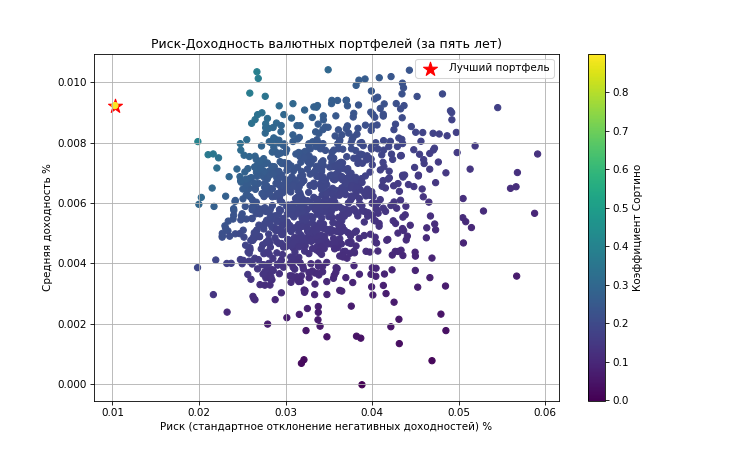 Риск-Доходность валютных портфелей (за пять лет)
Лучший портфель
0.010
0.008
0.006
0.004
0.002
0.000
Средняя доходность %
0.01 0.02 0.03 0.04 0.05 0.06
Риск (стандартное отклонение негативных доходностей) %
0.8
0.7
0.6
0.5
0.4
0.3
0.2
0.1
0.0
Коэффициент Сортино